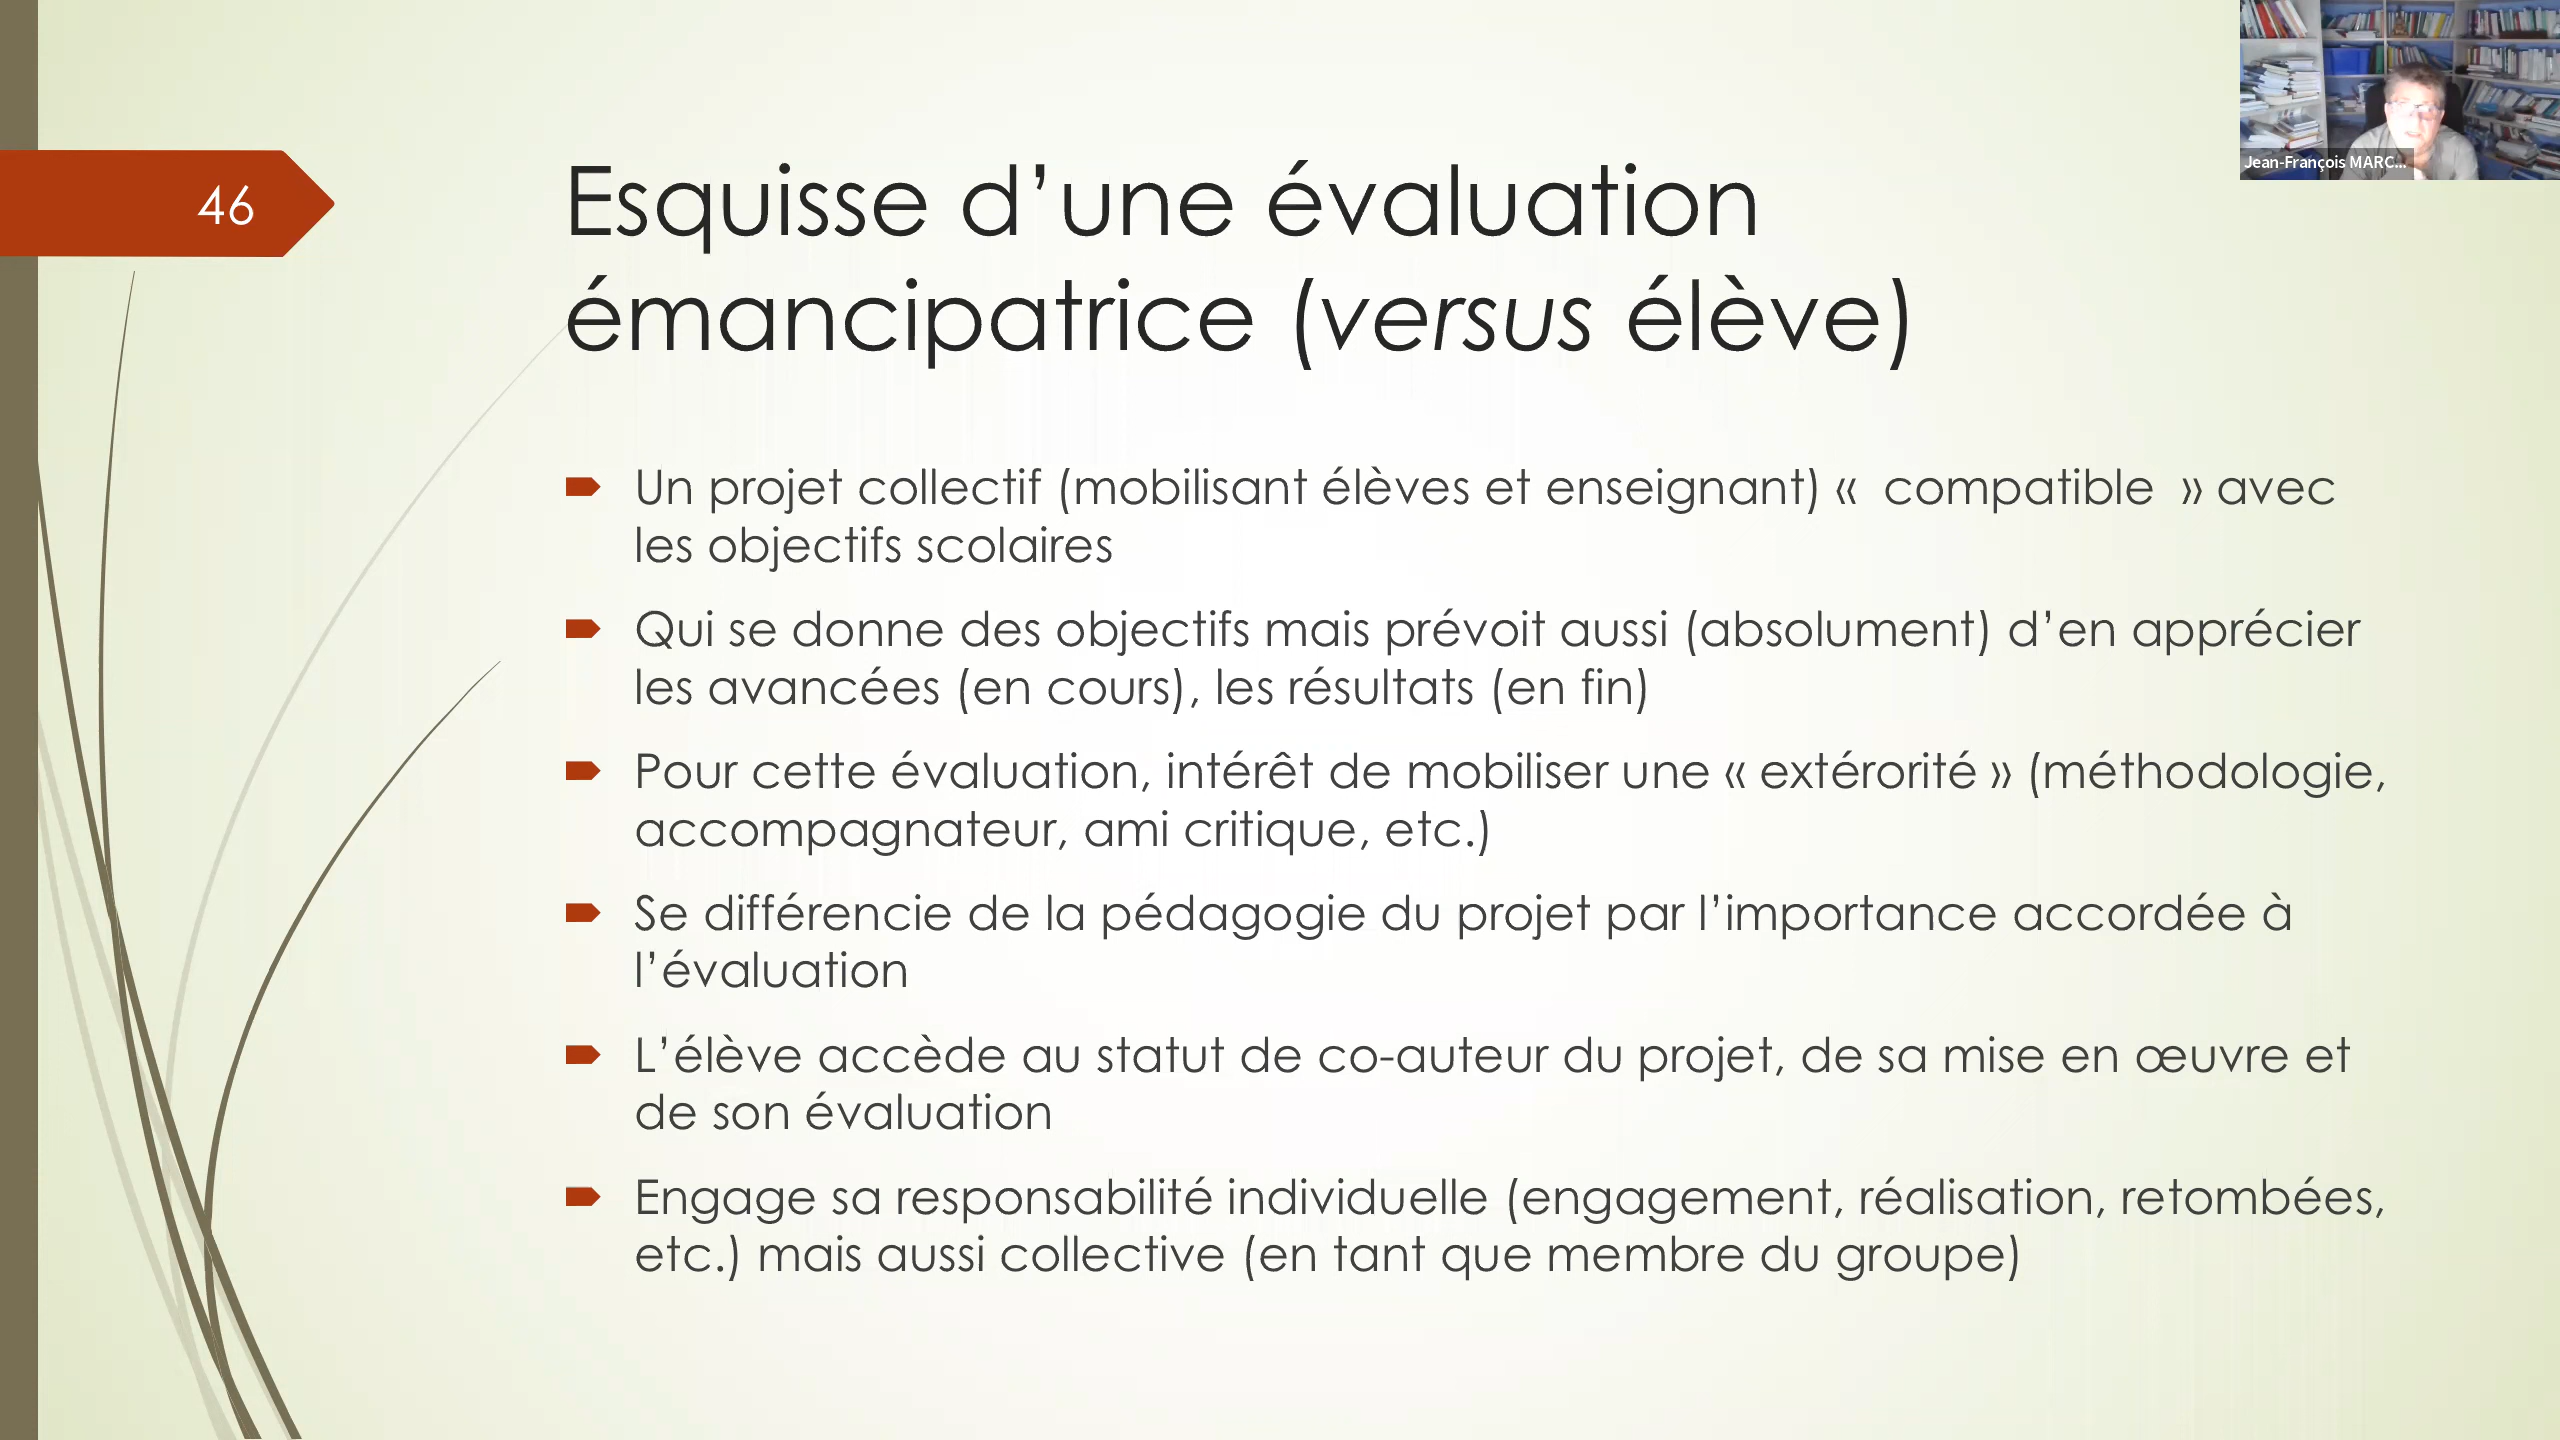 46
Esquisse d’une évaluation
émancipatrice (versus élève)
Un projet collectif (mobilisant élèves et enseignant) «  compatible  » avec
les objectifs scolaires
Qui se donne des objectifs mais prévoit aussi (absolument) d’en apprécier
les avancées (en cours), les résultats (en fin)
Pour cette évaluation, intérêt de mobiliser une « extérorité » (méthodologie,
accompagnateur, ami critique, etc.)
Se différencie de la pédagogie du projet par l’importance accordée à
l’évaluation
L’élève accède au statut de co-auteur du projet, de sa mise en œuvre et
de son évaluation
Engage sa responsabilité individuelle (engagement, réalisation, retombées,
etc.) mais aussi collective (en tant que membre du groupe)
Jean-François MARC...